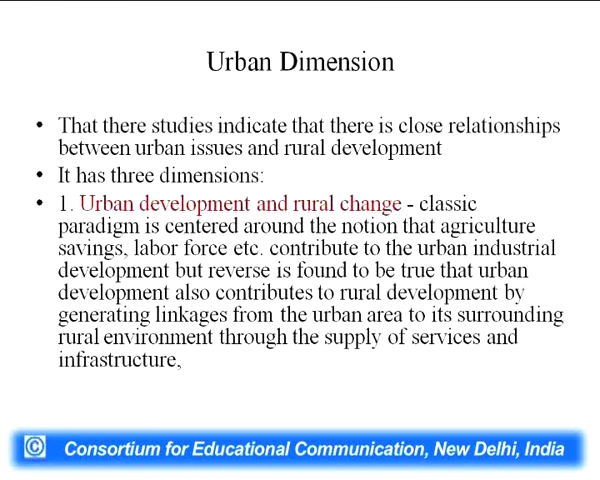 Urban Dimension
• That there studies indicate that there is close relationships
between urban issues and rural development
• It has three dimensions:
• 1. Urban development and rural change - classic
paradigm is centered around the notion that agriculture
savings, labor force etc. contribute to the urban industrial
development but reverse is found to be true that urban
development also contributes to rural development by
generating linkages from the urban area to its surrounding
rural environment through the supply of services and
infrastructure,
© Consortium for Educational Communication, New Delhi, India